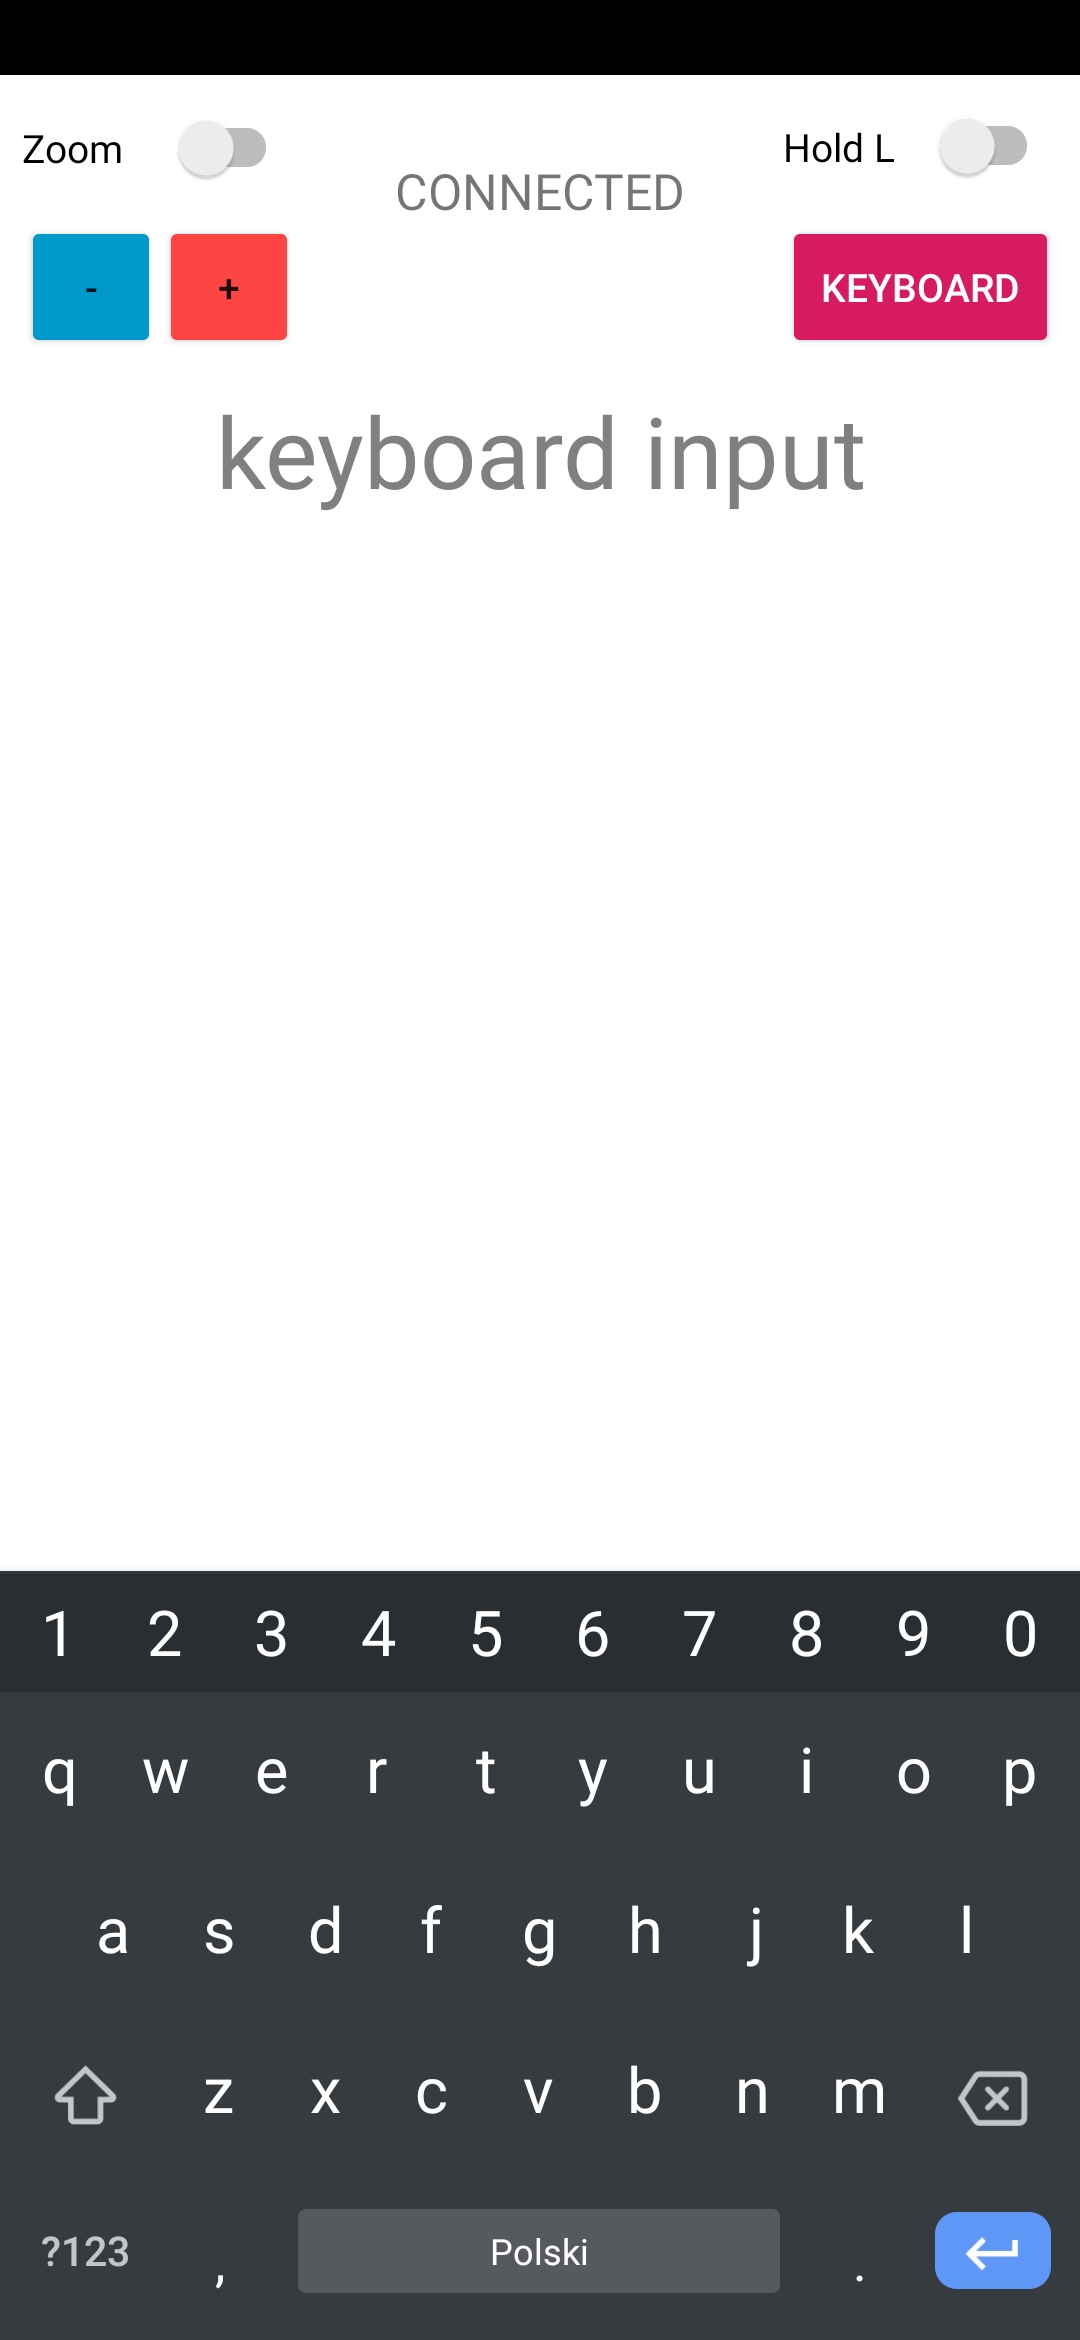 Zoom
Hold L
CONNECTED
- +
KEYBOARD
keyboard input
1 2 3 4 5 6 7 8 9 0
q w e r t y u i o p
a s d f g h j k l
z x c v b n m
?123 , Polski .